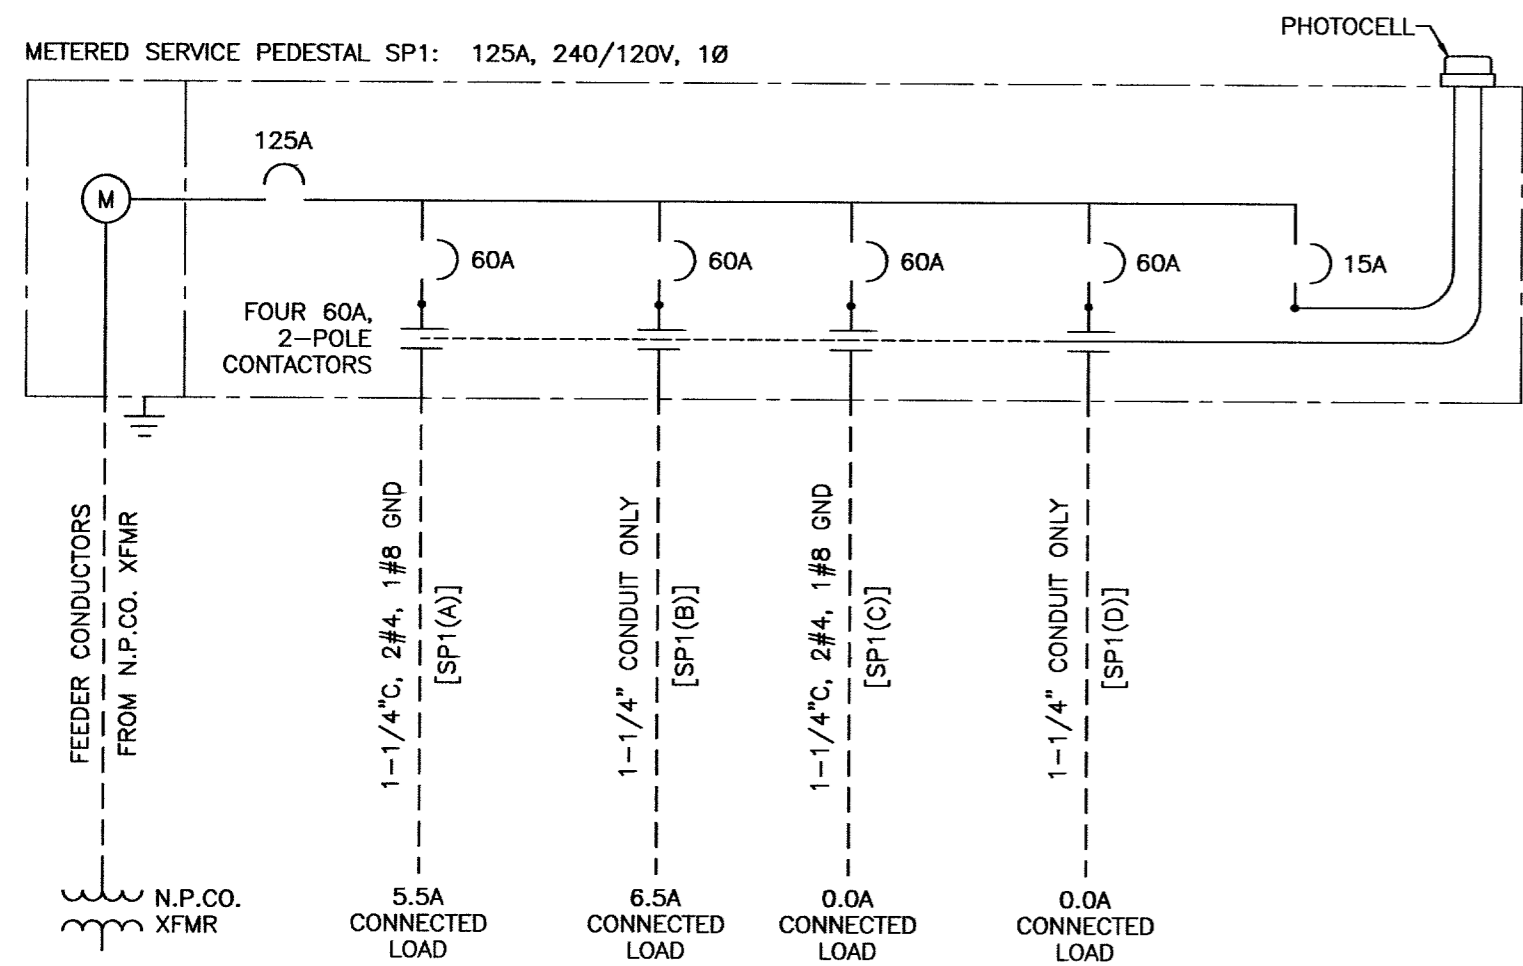 PHOTOCELL
METERED SERVICE PEDESTAL SP1: 125A, 240/120V, 1Ø
125A
M
60A
60A
60A
60A
15A
FOUR 60A,
2-POLE
CONTACTORS
FEEDER CONDUCTORS
FROM N.P.CO. XFMR
1-1/4"C, 2#4, 1#8 GND
[SP1(A)]
1-1/4" CONDUIT ONLY
[SP1(B)]
1-1/4"C, 2#4, 1#8 GND
[SP1(C)]
1-1/4" CONDUIT ONLY
[SP1(D)]
N.P.CO.
XFMR
5.5A
CONNECTED
LOAD
6.5A
CONNECTED
LOAD
0.0A
CONNECTED
LOAD
0.0A
CONNECTED
LOAD